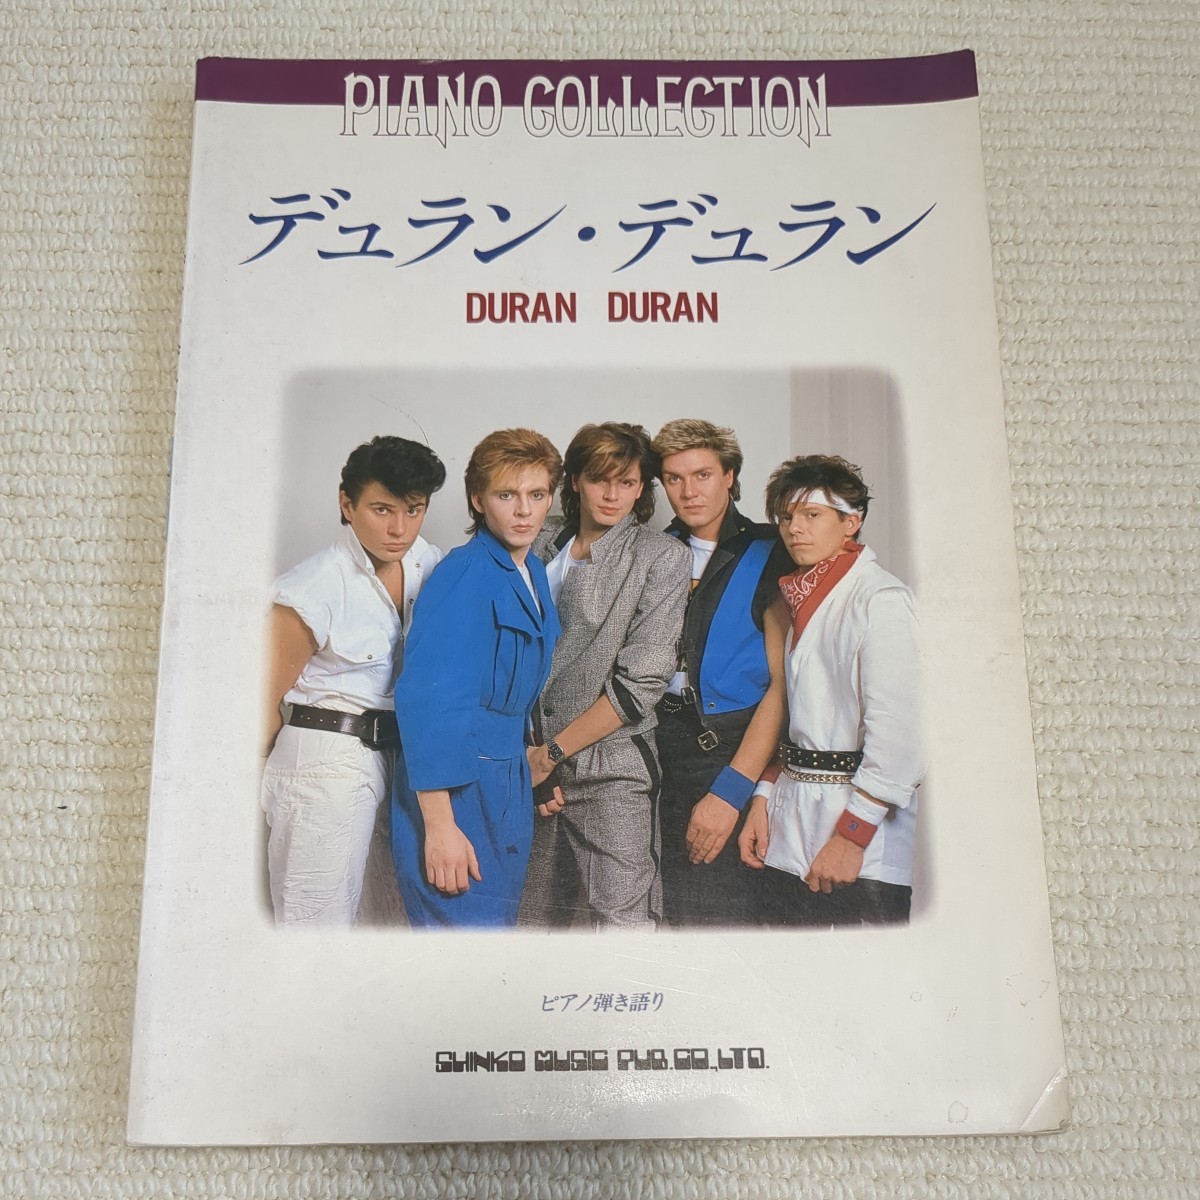 PIANO COLLECTION
デュラン・デュラン
DURAN DURAN
ピアノ弾き語り
SHINKO MUSIC PUB.CO.,LTD.